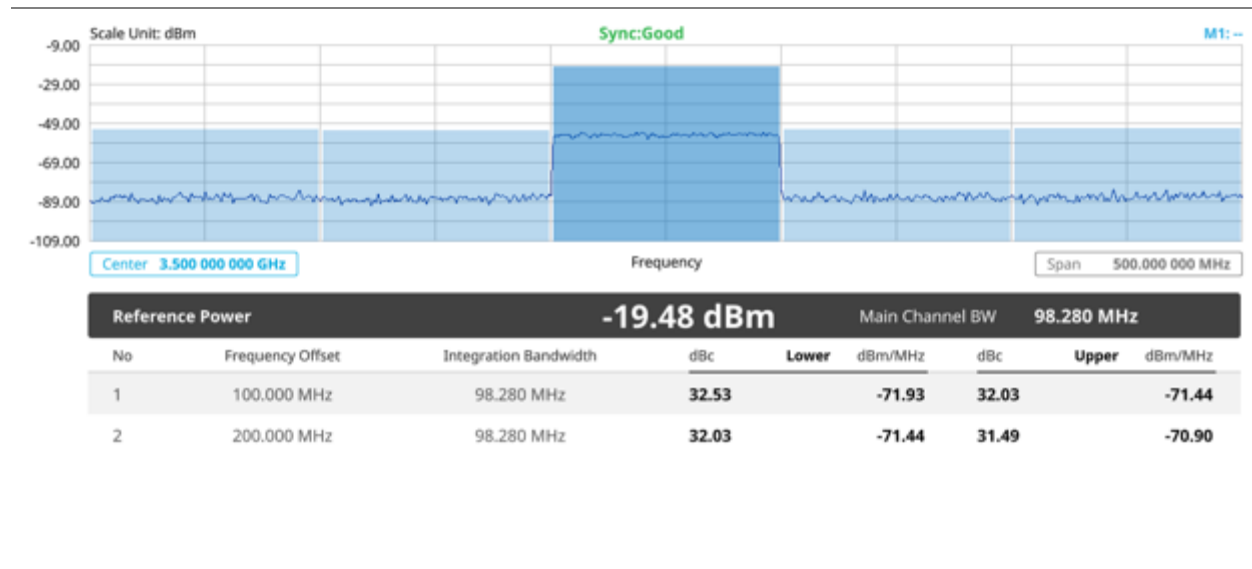 Scale Unit: dBm Sync:Good M1: --
-9.00
-29.00
-49.00
-69.00
-89.00
-109.00
Center 3.500 000 000 GHz Frequency Span 500.000 000 MHz
Reference Power -19.48 dBm Main Channel BW 98.280 MHz
No Frequency Offset Integration Bandwidth dBc Lower dBm/MHz dBc Upper dBm/MHz
1 100.000 MHz 98.280 MHz 32.53 -71.93 32.03 -71.44
2 200.000 MHz 98.280 MHz 32.03 -71.44 31.49 -70.90